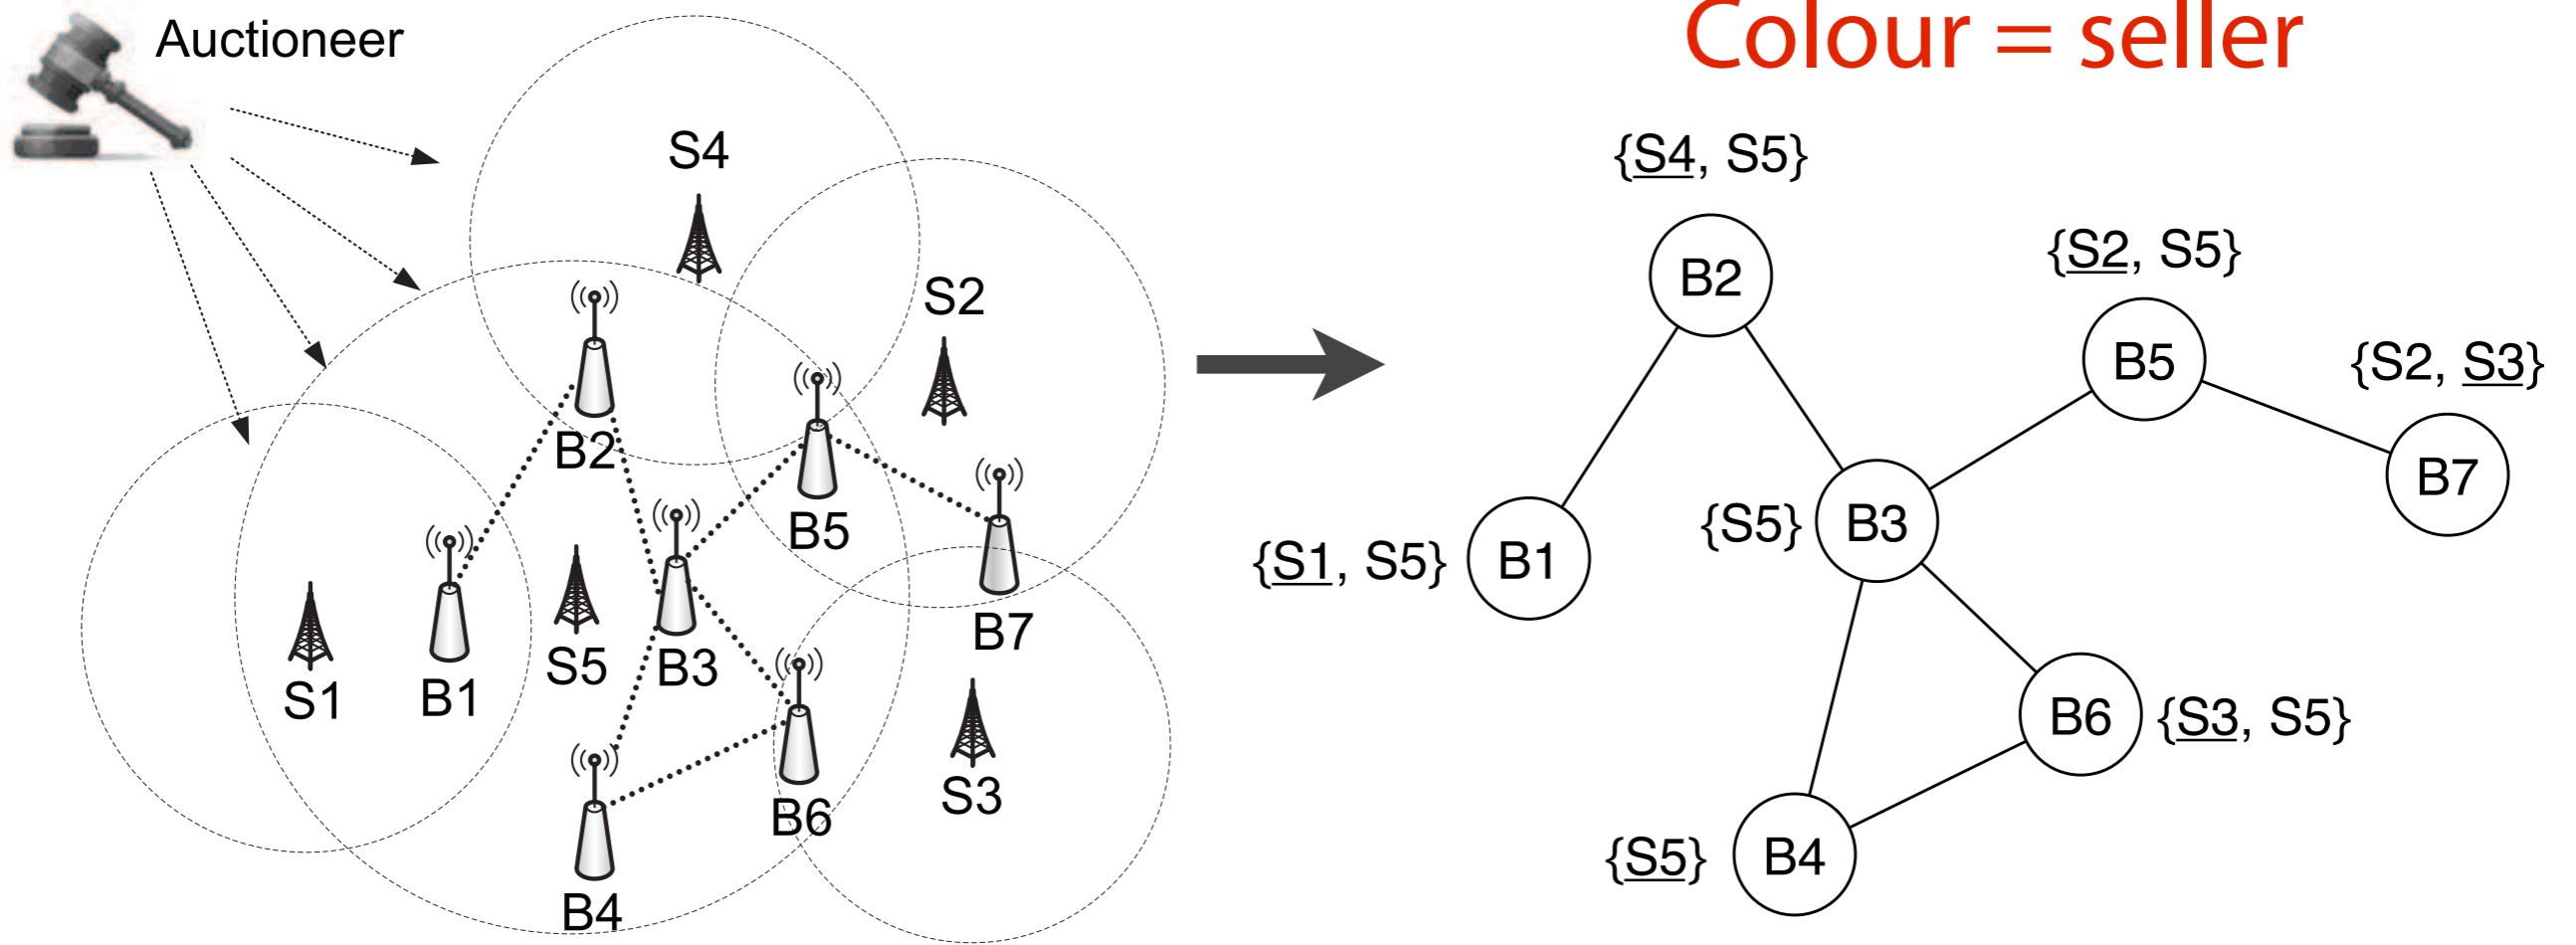 Auctioneer
S4
S2
B2
B5
S1
B1
S5
B3
B7
S3
B6
B4
Colour = seller
{S4, S5}
B2
{S2, S5}
B5
{S2, S3}
B7
{S5}
B3
{S1, S5}
B1
B6
{S3, S5}
{S5}
B4